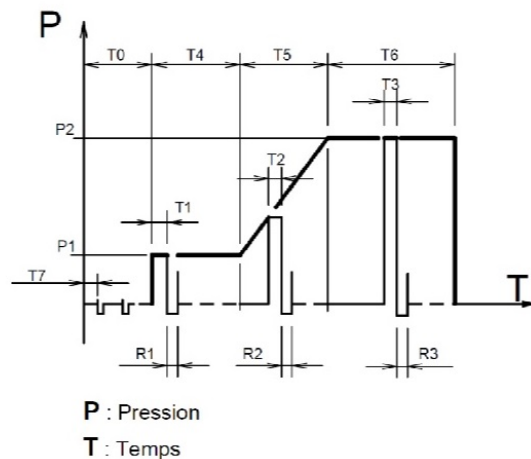 P
T0 T4 T5 T6
T3
P2
T2
T1
P1
T7
T
R1 R2 R3
P : Pression
T : Temps